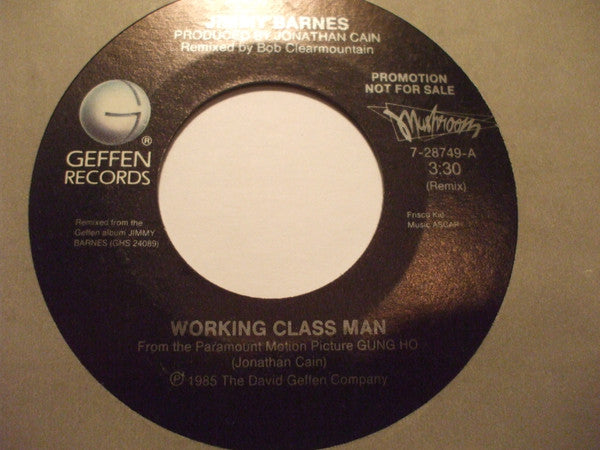 JIMMY BARNES
PRODUCED BY JONATHAN CAIN
Remixed by Bob Clearmountain
PROMOTION
NOT FOR SALE
Mushroom
7-28749-A
3:30
(Remix)
G
®
GEFFEN
RECORDS
Remixed from the
Geffen album JIMMY
BARNES (GHS 24089)
Frisco Kid
Music ASCAP
WORKING CLASS MAN
From the Paramount Motion Picture GUNG HO
(Jonathan Cain)
℗ 1985 The David Geffen Company